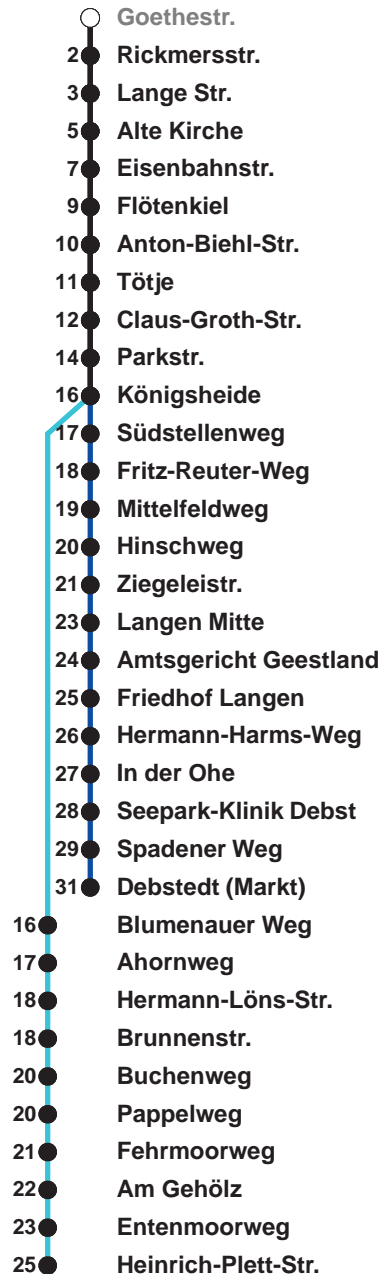 Goethestr.
2 Rickmersstr.
3 Lange Str.
5 Alte Kirche
7 Eisenbahnstr.
9 Flötenkiel
10 Anton-Biehl-Str.
11 Tötje
12 Claus-Groth-Str.
14 Parkstr.
16 Königsheide
17 Südstellenweg
18 Fritz-Reuter-Weg
19 Mittelfeldweg
20 Hinschweg
21 Ziegeleistr.
23 Langen Mitte
24 Amtsgericht Geestland
25 Friedhof Langen
26 Hermann-Harms-Weg
27 In der Ohe
28 Seepark-Klinik Debst
29 Spadener Weg
31 Debstedt (Markt)
16 Blumenauer Weg
17 Ahornweg
18 Hermann-Löns-Str.
18 Brunnenstr.
20 Buchenweg
20 Pappelweg
21 Fehrmoorweg
22 Am Gehölz
23 Entenmoorweg
25 Heinrich-Plett-Str.